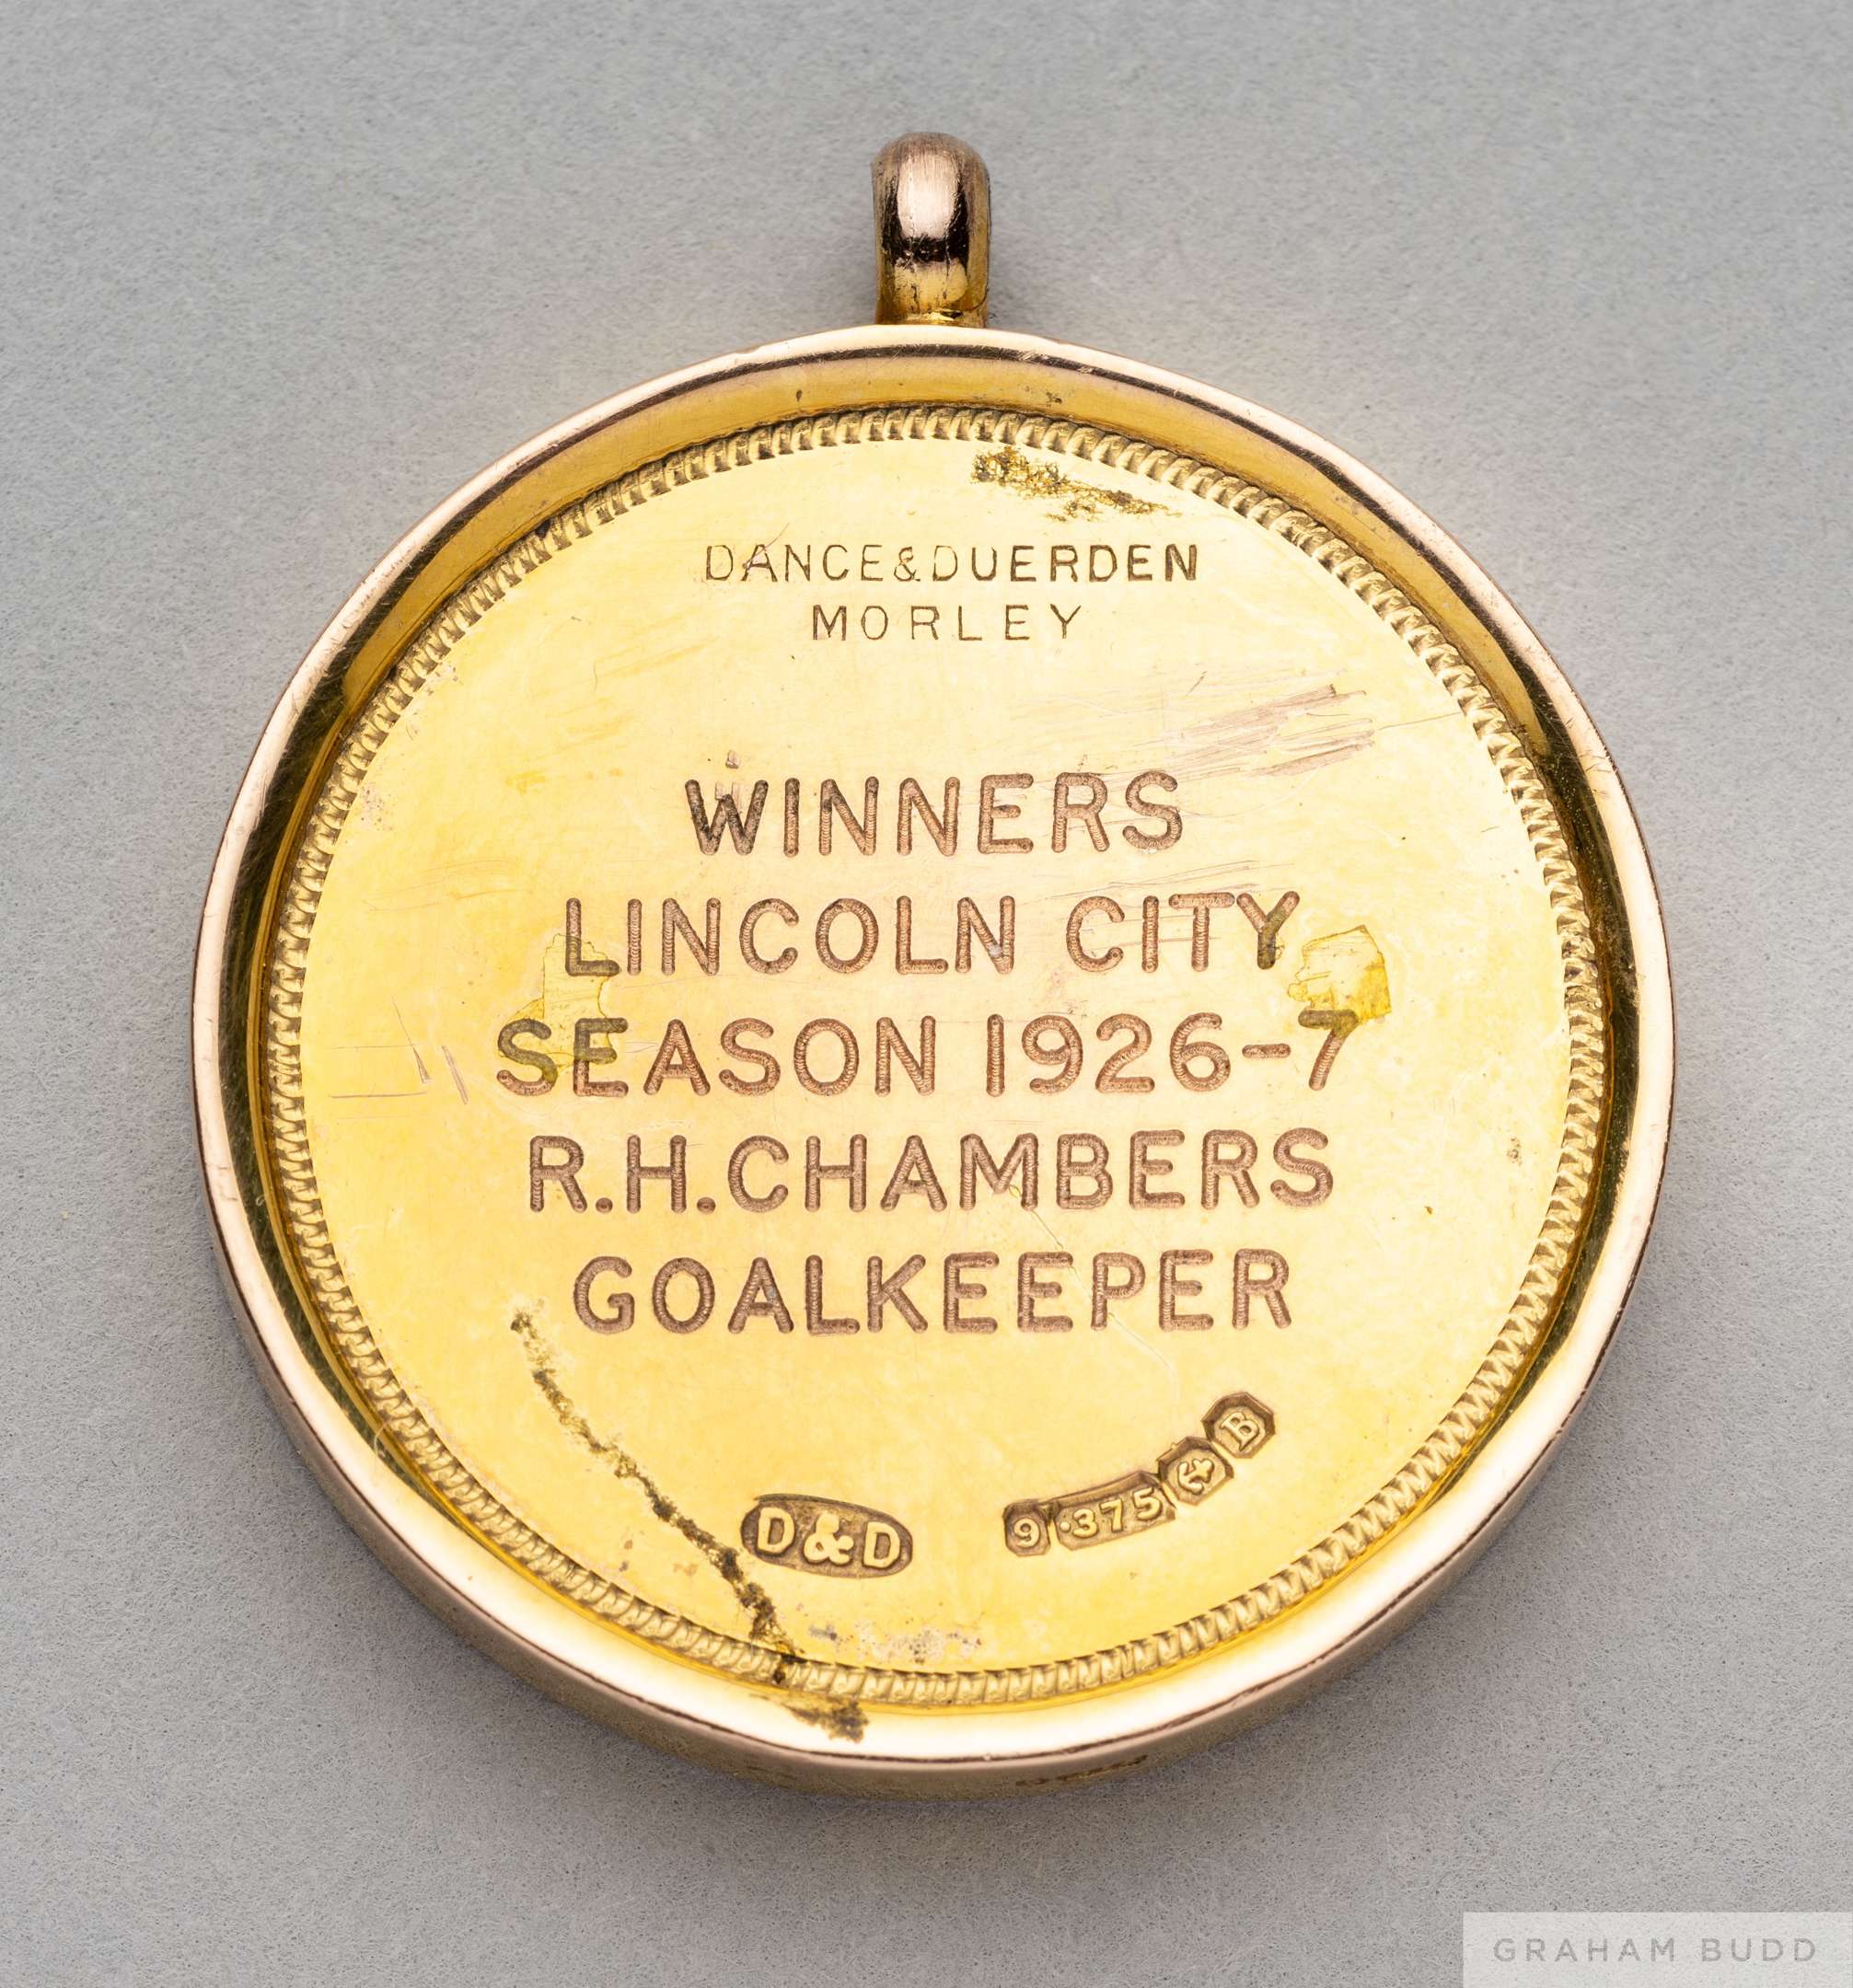 DANCE&DUERDEN
MORLEY
WINNERS
LINCOLN CITY
SEASON 1926-7
R.H.CHAMBERS
GOALKEEPER
D&D
9 .375 B
GRAHAM BUDD